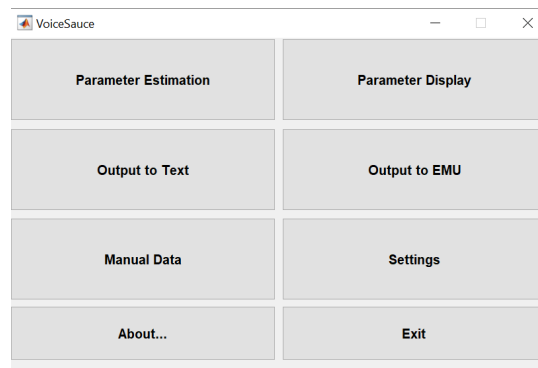 VoiceSauce
Parameter Estimation
Parameter Display
Output to Text
Output to EMU
Manual Data
Settings
About...
Exit